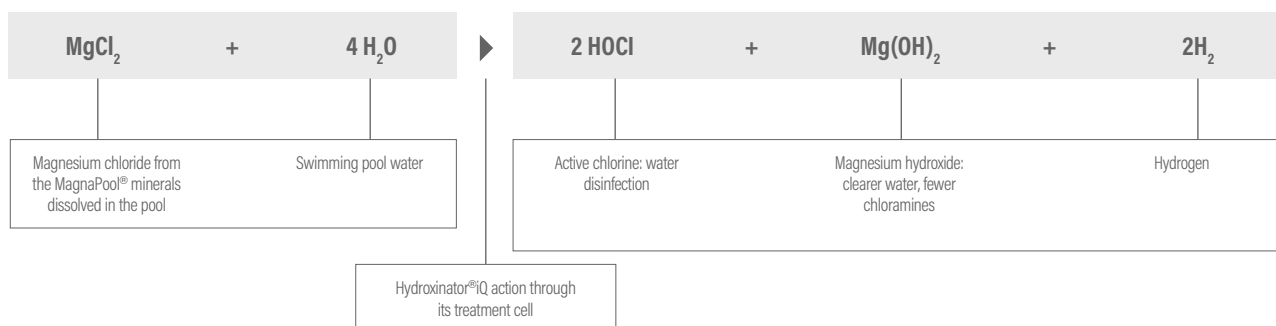 MgCl₂ + 4 H₂O ▶ 2 HOCl + Mg(OH)₂ + 2H₂
Magnesium chloride from
the MagnaPool® minerals
dissolved in the pool
Swimming pool water
Active chlorine: water
disinfection
Magnesium hydroxide:
clearer water, fewer
chloramines
Hydrogen
Hydroxinator®iQ action through
its treatment cell